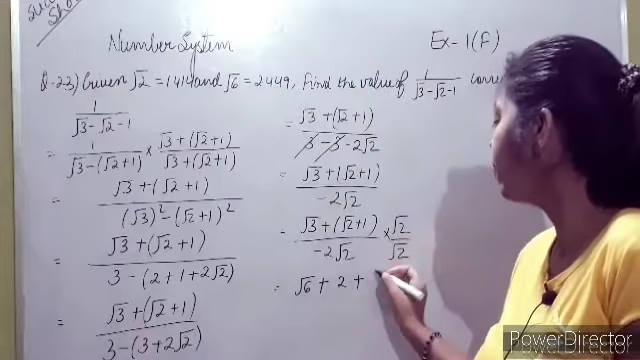 Number System
Ex-1(F)
Q-23) Given √2 = 1.414 and √6 = 2.449, Find the value of 1/(√3-√2-1)
1/(√3-√2-1)
= 1/(√3-(√2+1)) × (√3+(√2+1))/(√3+(√2+1))
= (√3+(√2+1))/((√3)²-(√2+1)²)
= (√3+(√2+1))/(3-(2+1+2√2))
= (√3+(√2+1))/(3-(3+2√2))
= (√3+(√2+1))/(3-3-2√2)
= (√3+(√2+1))/(-2√2)
= (√3+(√2+1))/(-2√2) × √2/√2
= √6+2+
PowerDirector